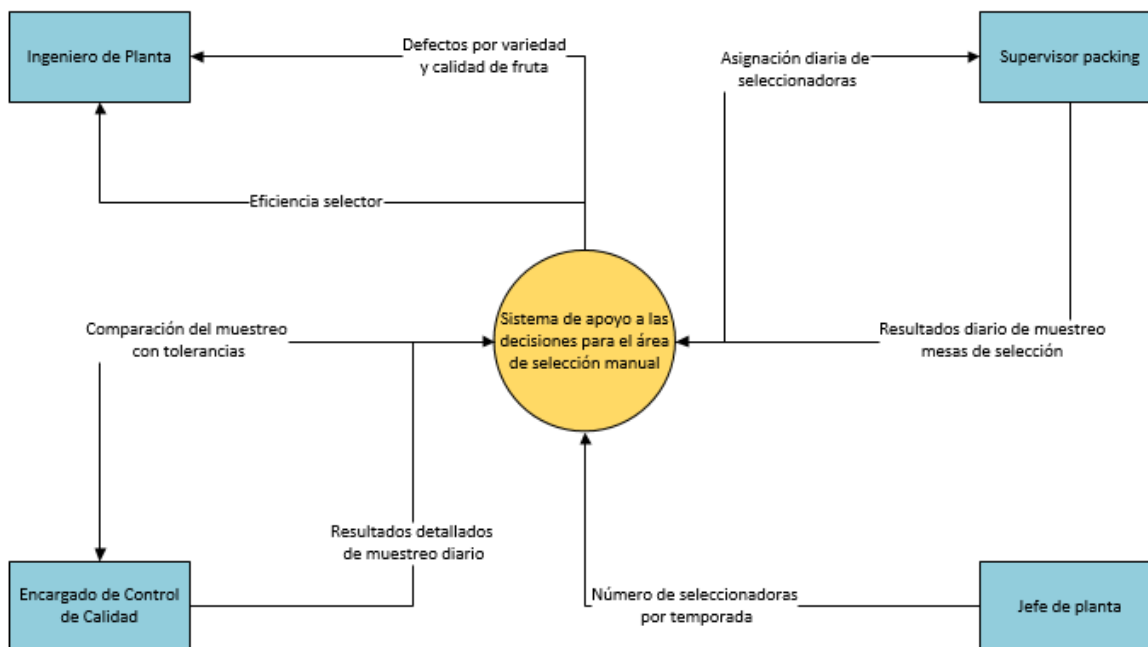 Ingeniero de Planta
Defectos por variedad
y calidad de fruta
Asignación diaria de
seleccionadoras
Supervisor packing
Eficiencia selector
Comparación del muestreo
con tolerancias
Sistema de apoyo a las
decisiones para el área
de selección manual
Resultados diario de muestreo
mesas de selección
Resultados detallados
de muestreo diario
Encargado de Control
de Calidad
Número de seleccionadoras
por temporada
Jefe de planta